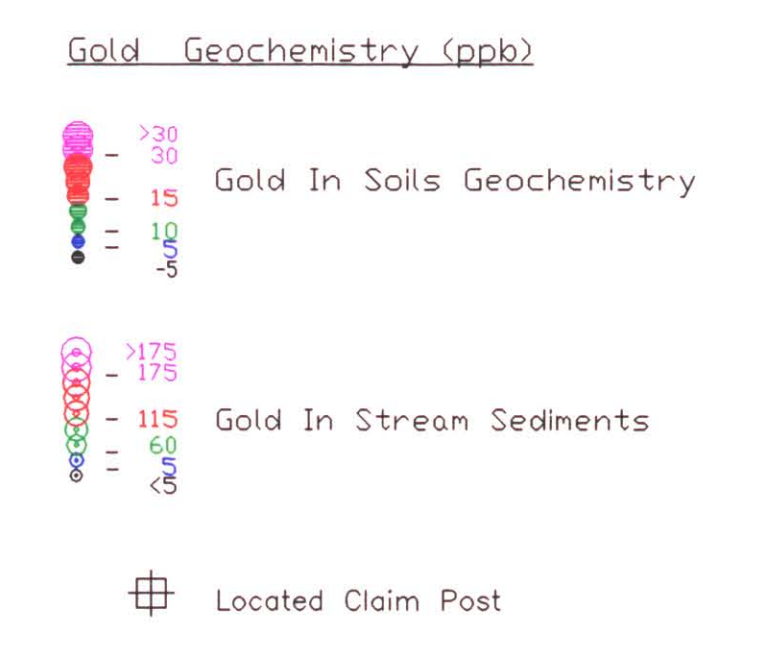 Gold Geochemistry (ppb)
>30
- 30
Gold In Soils Geochemistry
- 15
- 10
- 5
-5
>175
- 175
- 115 Gold In Stream Sediments
- 60
- 5
<5
Located Claim Post